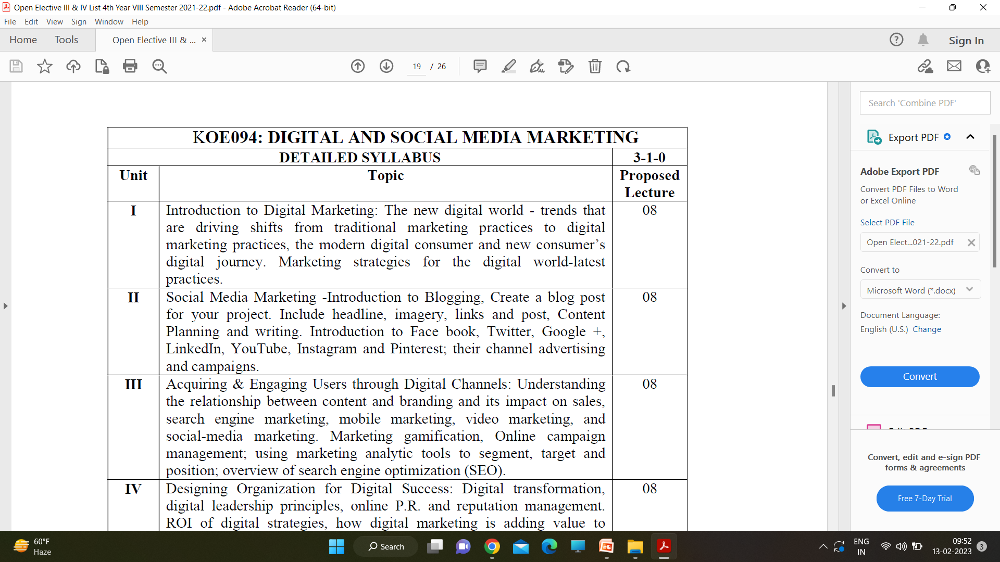 Open Elective III & IV List 4th Year VIII Semester 2021-22.pdf - Adobe Acrobat Reader (64-bit)
File Edit View Sign Window Help
Home Tools Open Elective III & ... × Sign In
19 / 26
Search 'Combine PDF'
Export PDF
Adobe Export PDF
Convert PDF Files to Word
or Excel Online
Select PDF File
Open Elect...021-22.pdf
Convert to
Microsoft Word (*.docx)
Document Language:
English (U.S.) Change
Convert
Edit PDF
Convert, edit and e-sign PDF
forms & agreements
Free 7-Day Trial
KOE094: DIGITAL AND SOCIAL MEDIA MARKETING
DETAILED SYLLABUS 3-1-0
Unit Topic Proposed
Lecture
I Introduction to Digital Marketing: The new digital world - trends that 08
are driving shifts from traditional marketing practices to digital
marketing practices, the modern digital consumer and new consumer’s
digital journey. Marketing strategies for the digital world-latest
practices.
II Social Media Marketing -Introduction to Blogging, Create a blog post 08
for your project. Include headline, imagery, links and post, Content
Planning and writing. Introduction to Face book, Twitter, Google +,
LinkedIn, YouTube, Instagram and Pinterest; their channel advertising
and campaigns.
III Acquiring & Engaging Users through Digital Channels: Understanding 08
the relationship between content and branding and its impact on sales,
search engine marketing, mobile marketing, video marketing, and
social-media marketing. Marketing gamification, Online campaign
management; using marketing analytic tools to segment, target and
position; overview of search engine optimization (SEO).
IV Designing Organization for Digital Success: Digital transformation, 08
digital leadership principles, online P.R. and reputation management.
ROI of digital strategies, how digital marketing is adding value to
60°F
Haze
Search
ENG
IN
09:52
13-02-2023
3